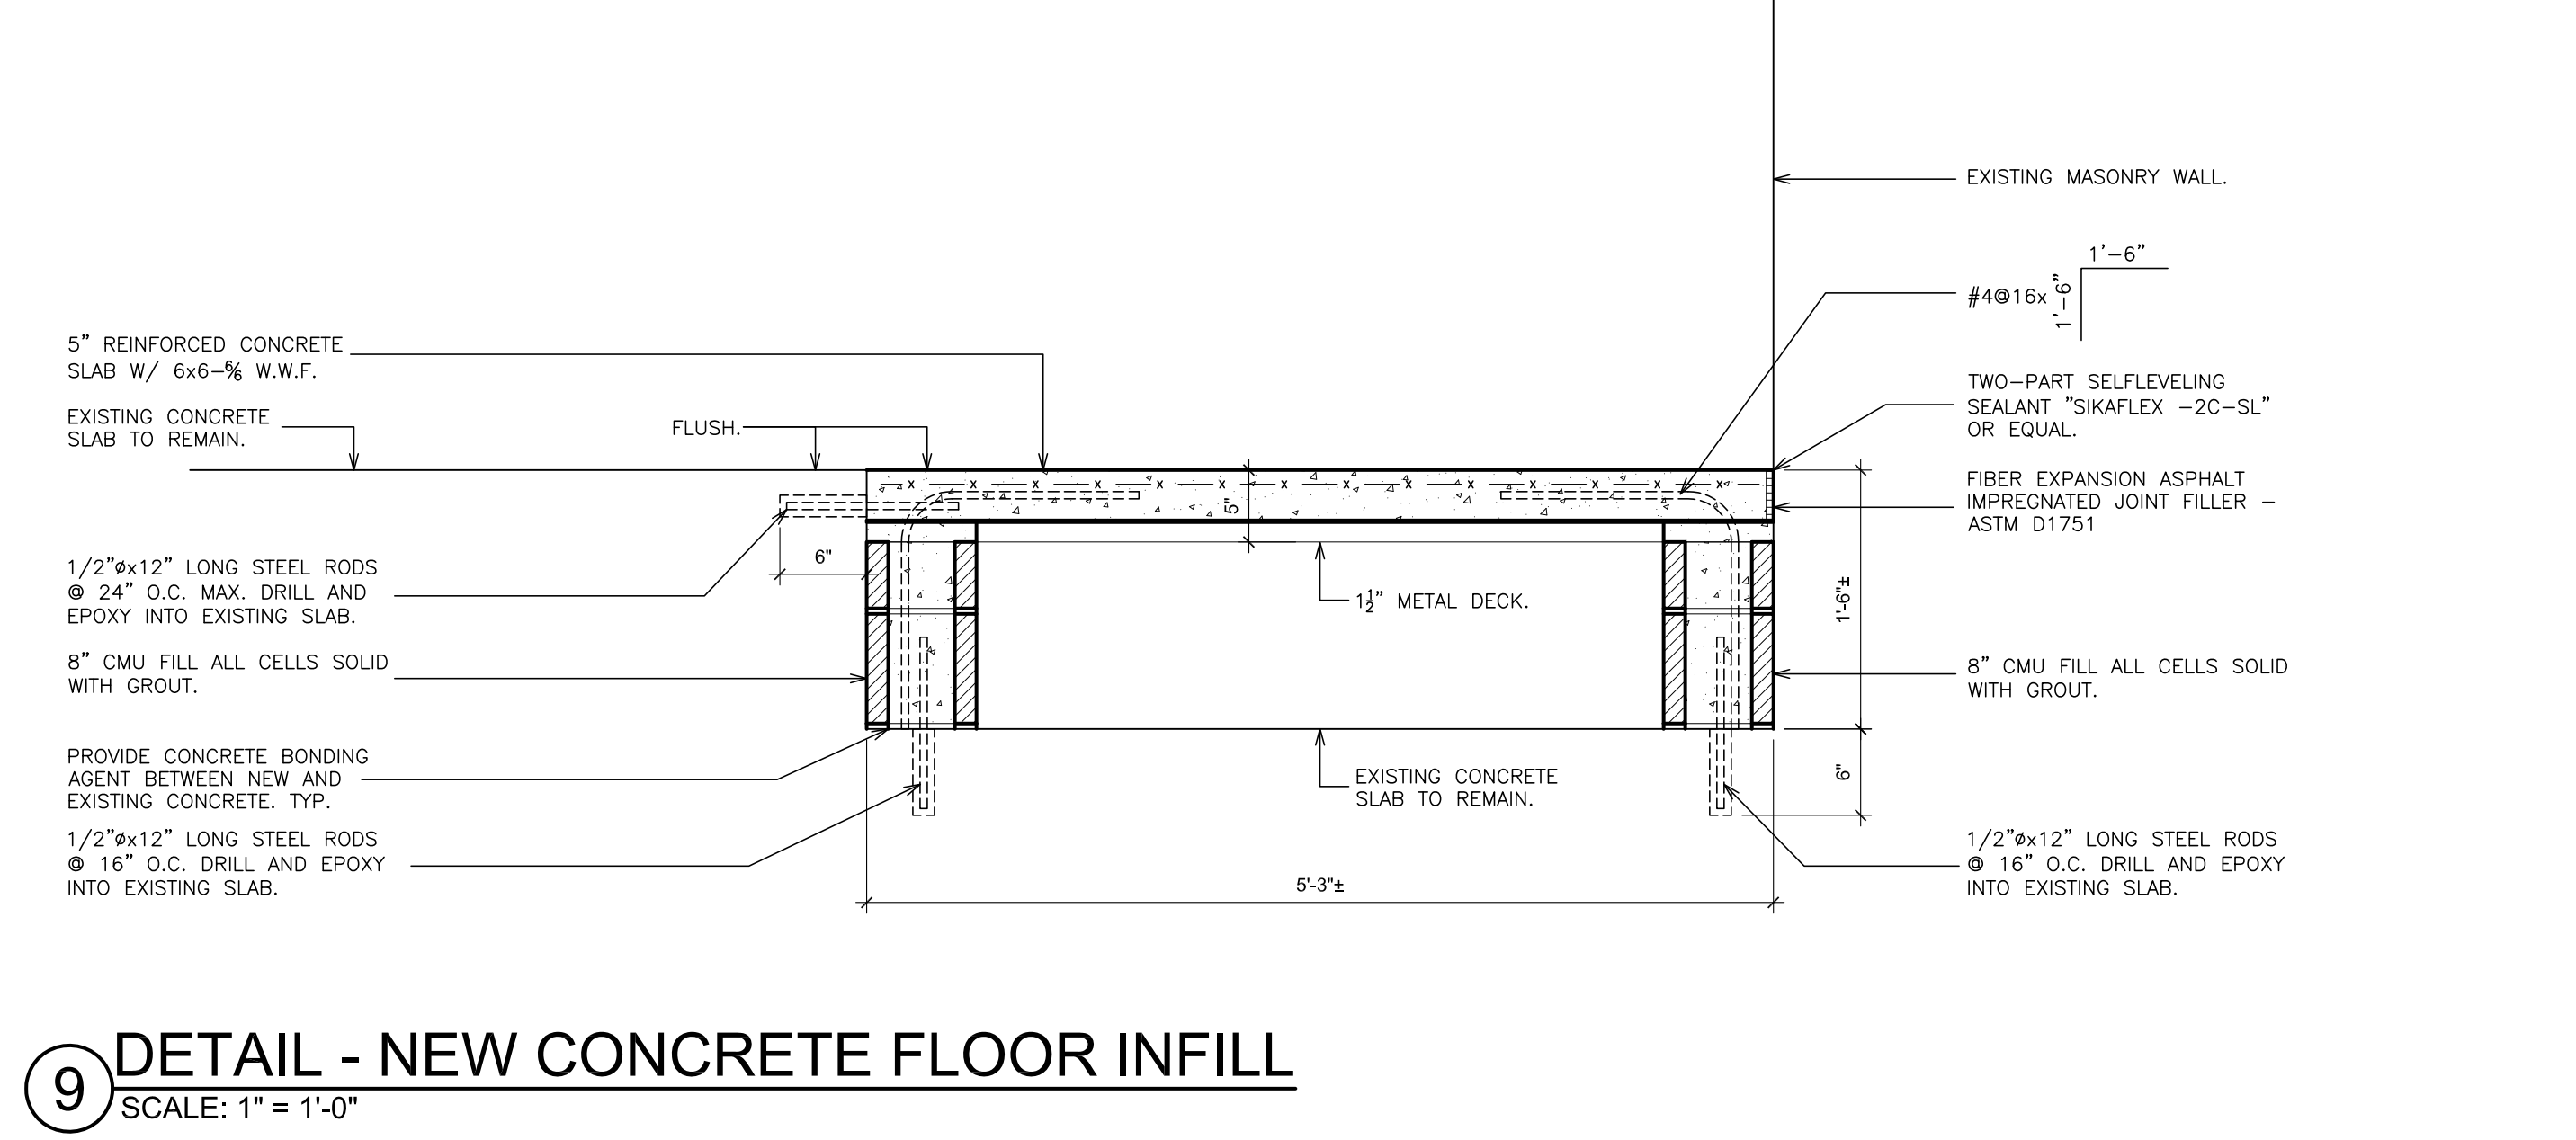 EXISTING MASONRY WALL.
1'-6"
#4@16x
1'-6"
5" REINFORCED CONCRETE
SLAB W/ 6x6-6/6 W.W.F.
EXISTING CONCRETE
SLAB TO REMAIN.
FLUSH.
TWO-PART SELFLEVELING
SEALANT "SIKAFLEX -2C-SL"
OR EQUAL.
FIBER EXPANSION ASPHALT
IMPREGNATED JOINT FILLER -
ASTM D1751
x x x x x x x x x x x x x x
5"
6"
1/2"øx12" LONG STEEL RODS
@ 24" O.C. MAX. DRILL AND
EPOXY INTO EXISTING SLAB.
1½" METAL DECK.
1'-6"±
8" CMU FILL ALL CELLS SOLID
WITH GROUT.
8" CMU FILL ALL CELLS SOLID
WITH GROUT.
PROVIDE CONCRETE BONDING
AGENT BETWEEN NEW AND
EXISTING CONCRETE. TYP.
EXISTING CONCRETE
SLAB TO REMAIN.
6"
1/2"øx12" LONG STEEL RODS
@ 16" O.C. DRILL AND EPOXY
INTO EXISTING SLAB.
1/2"øx12" LONG STEEL RODS
@ 16" O.C. DRILL AND EPOXY
INTO EXISTING SLAB.
5'-3"±
9
DETAIL - NEW CONCRETE FLOOR INFILL
SCALE: 1" = 1'-0"